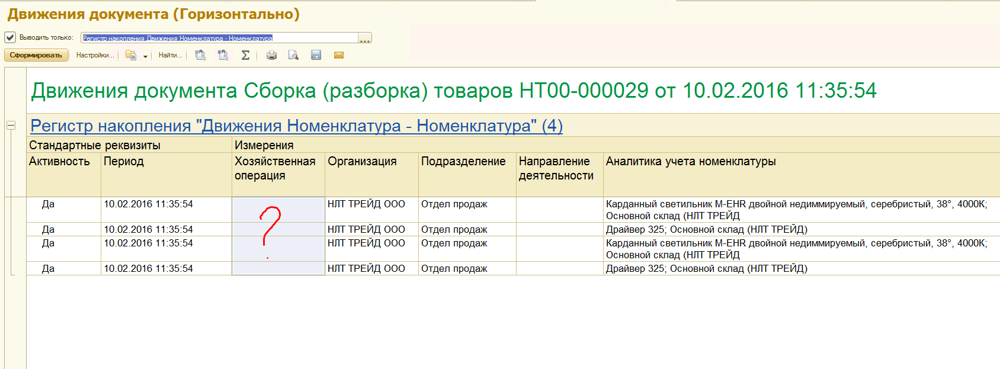 Движения документа (Горизонтально)
Выводить только: Регистр накопления Движения Номенклатура - Номенклатура ...
Сформировать Настройки... Найти... Σ
Движения документа Сборка (разборка) товаров НТ00-000029 от 10.02.2016 11:35:54
Регистр накопления "Движения Номенклатура - Номенклатура" (4)
Стандартные реквизиты Измерения
Активность Период Хозяйственная операция Организация Подразделение Направление деятельности Аналитика учета номенклатуры
Да 10.02.2016 11:35:54 НЛТ ТРЕЙД ООО Отдел продаж Карданный светильник M-EHR двойной недиммируемый, серебристый, 38°, 4000К;
Основной склад (НЛТ ТРЕЙД
Да 10.02.2016 11:35:54 НЛТ ТРЕЙД ООО Отдел продаж Драйвер 325; Основной склад (НЛТ ТРЕЙД)
Да 10.02.2016 11:35:54 НЛТ ТРЕЙД ООО Отдел продаж Карданный светильник M-EHR двойной недиммируемый, серебристый, 38°, 4000К;
Основной склад (НЛТ ТРЕЙД
Да 10.02.2016 11:35:54 НЛТ ТРЕЙД ООО Отдел продаж Драйвер 325; Основной склад (НЛТ ТРЕЙД)
?